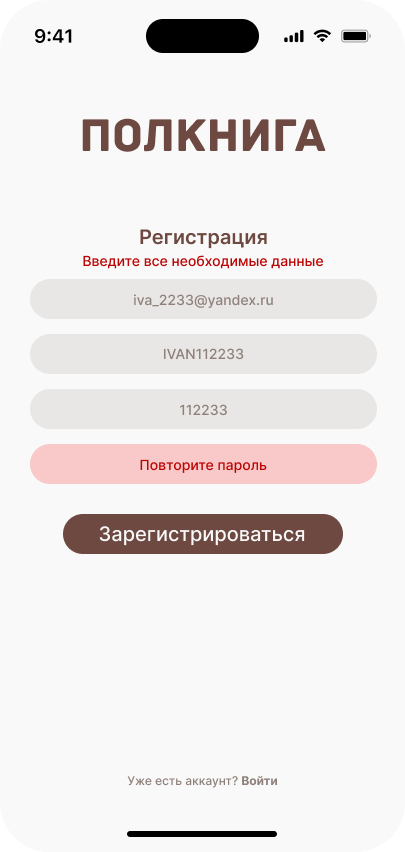 9:41
ПОЛКНИГА
Регистрация
Введите все необходимые данные
iva_2233@yandex.ru
IVAN112233
112233
Повторите пароль
Зарегистрироваться
Уже есть аккаунт? Войти